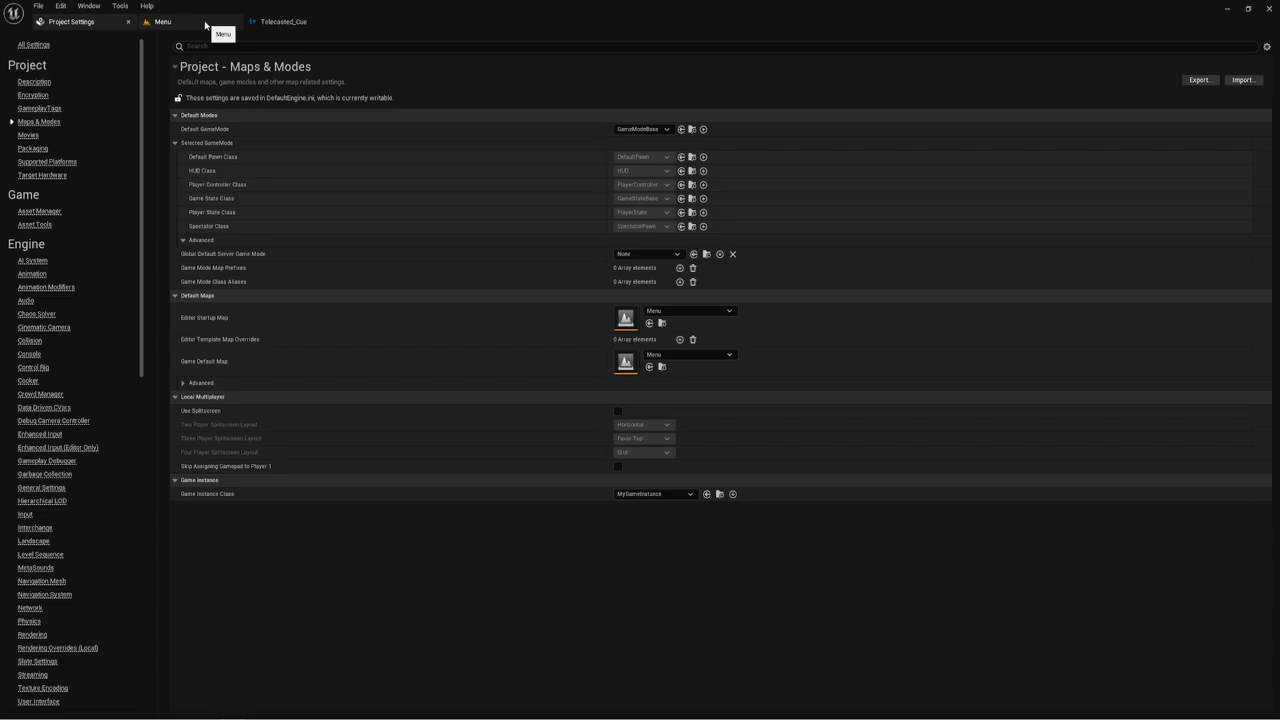 File Edit Window Tools Help
Project Settings Menu Telecasted_Cue
Menu
All Settings
Search
Project
Project - Maps & Modes
Description
Default maps, game modes and other map related settings.
Export... Import...
Encryption
These settings are saved in DefaultEngine.ini, which is currently writable.
GameplayTags
Maps & Modes
Movies
Packaging
Supported Platforms
Target Hardware
Game
Asset Manager
Asset Tools
Engine
AI System
Animation
Animation Modifiers
Audio
Chaos Solver
Cinematic Camera
Collision
Console
Control Rig
Cooker
Crowd Manager
Data Driven CVars
Debug Camera Controller
Enhanced Input
Enhanced Input (Editor Only)
Gameplay Debugger
Garbage Collection
General Settings
Hierarchical LOD
Input
Interchange
Landscape
Level Sequence
MetaSounds
Navigation Mesh
Navigation System
Network
Physics
Rendering
Rendering Overrides (Local)
Slate Settings
Streaming
Texture Encoding
User Interface
Default Modes
Default GameMode GameModeBase
Selected GameMode
Default Pawn Class DefaultPawn
HUD Class HUD
Player Controller Class PlayerController
Game State Class GameStateBase
Player State Class PlayerState
Spectator Class SpectatorPawn
Advanced
Global Default Server Game Mode None
Game Mode Map Prefixes 0 Array elements
Game Mode Class Aliases 0 Array elements
Default Maps
Editor Startup Map Menu
Editor Template Map Overrides 0 Array elements
Game Default Map Menu
Advanced
Local Multiplayer
Use Splitscreen
Two Player Splitscreen Layout Horizontal
Three Player Splitscreen Layout Favor Top
Four Player Splitscreen Layout Grid
Skip Assigning Gamepad to Player 1
Game Instance
Game Instance Class MyGameInstance